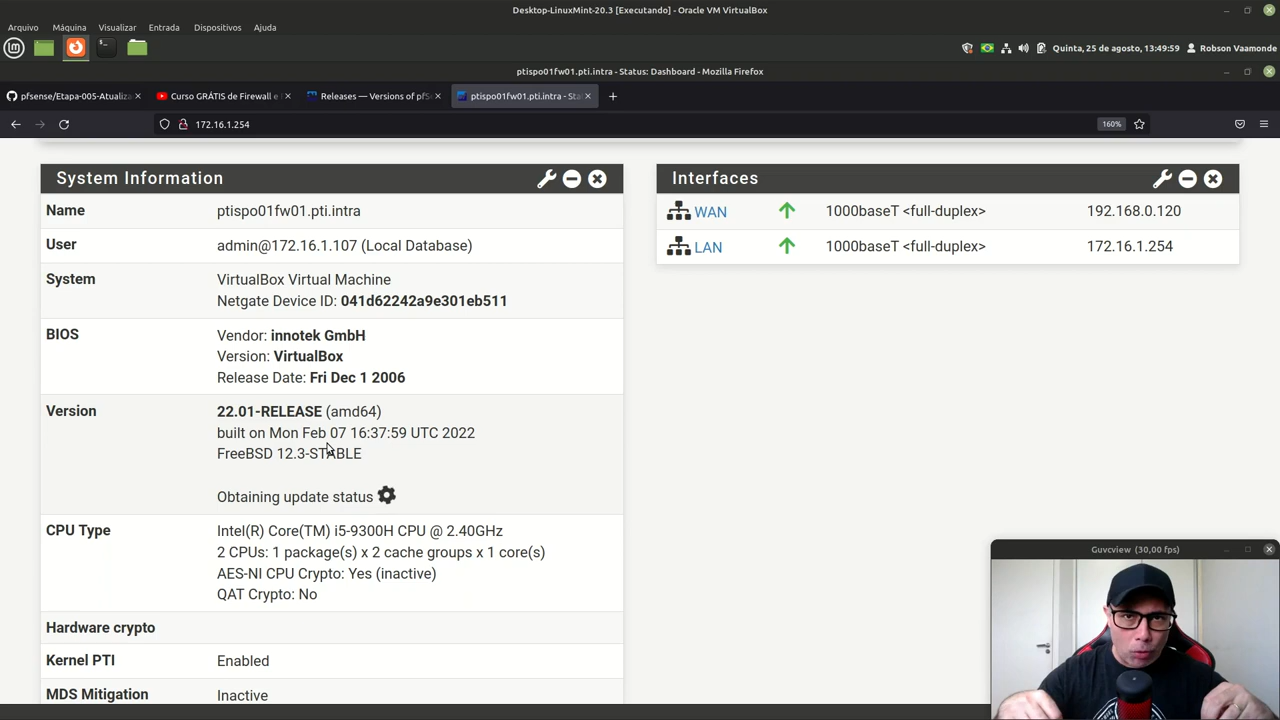 Desktop-LinuxMint-20.3 [Executando] - Oracle VM VirtualBox
Arquivo Máquina Visualizar Entrada Dispositivos Ajuda
Quinta, 25 de agosto, 13:49:56 Robson Vaamonde
ptispo01fw01.pti.intra - Status: Dashboard - Mozilla Firefox
pfsense/Etapa-005-Atualiza
Curso GRÁTIS de Firewall e
Releases — Versions of pfS
ptispo01fw01.pti.intra - Sta
172.16.1.254
160%
System Information
Name ptispo01fw01.pti.intra
User admin@172.16.1.107 (Local Database)
System VirtualBox Virtual Machine
Netgate Device ID: 041d62242a9e301eb511
BIOS Vendor: innotek GmbH
Version: VirtualBox
Release Date: Fri Dec 1 2006
Version 22.01-RELEASE (amd64)
built on Mon Feb 07 16:37:59 UTC 2022
FreeBSD 12.3-STABLE
Obtaining update status
CPU Type Intel(R) Core(TM) i5-9300H CPU @ 2.40GHz
2 CPUs: 1 package(s) x 2 cache groups x 1 core(s)
AES-NI CPU Crypto: Yes (inactive)
QAT Crypto: No
Hardware crypto
Kernel PTI Enabled
MDS Mitigation Inactive
Interfaces
WAN 1000baseT <full-duplex> 192.168.0.120
LAN 1000baseT <full-duplex> 172.16.1.254
Guvcview (30,00 fps)